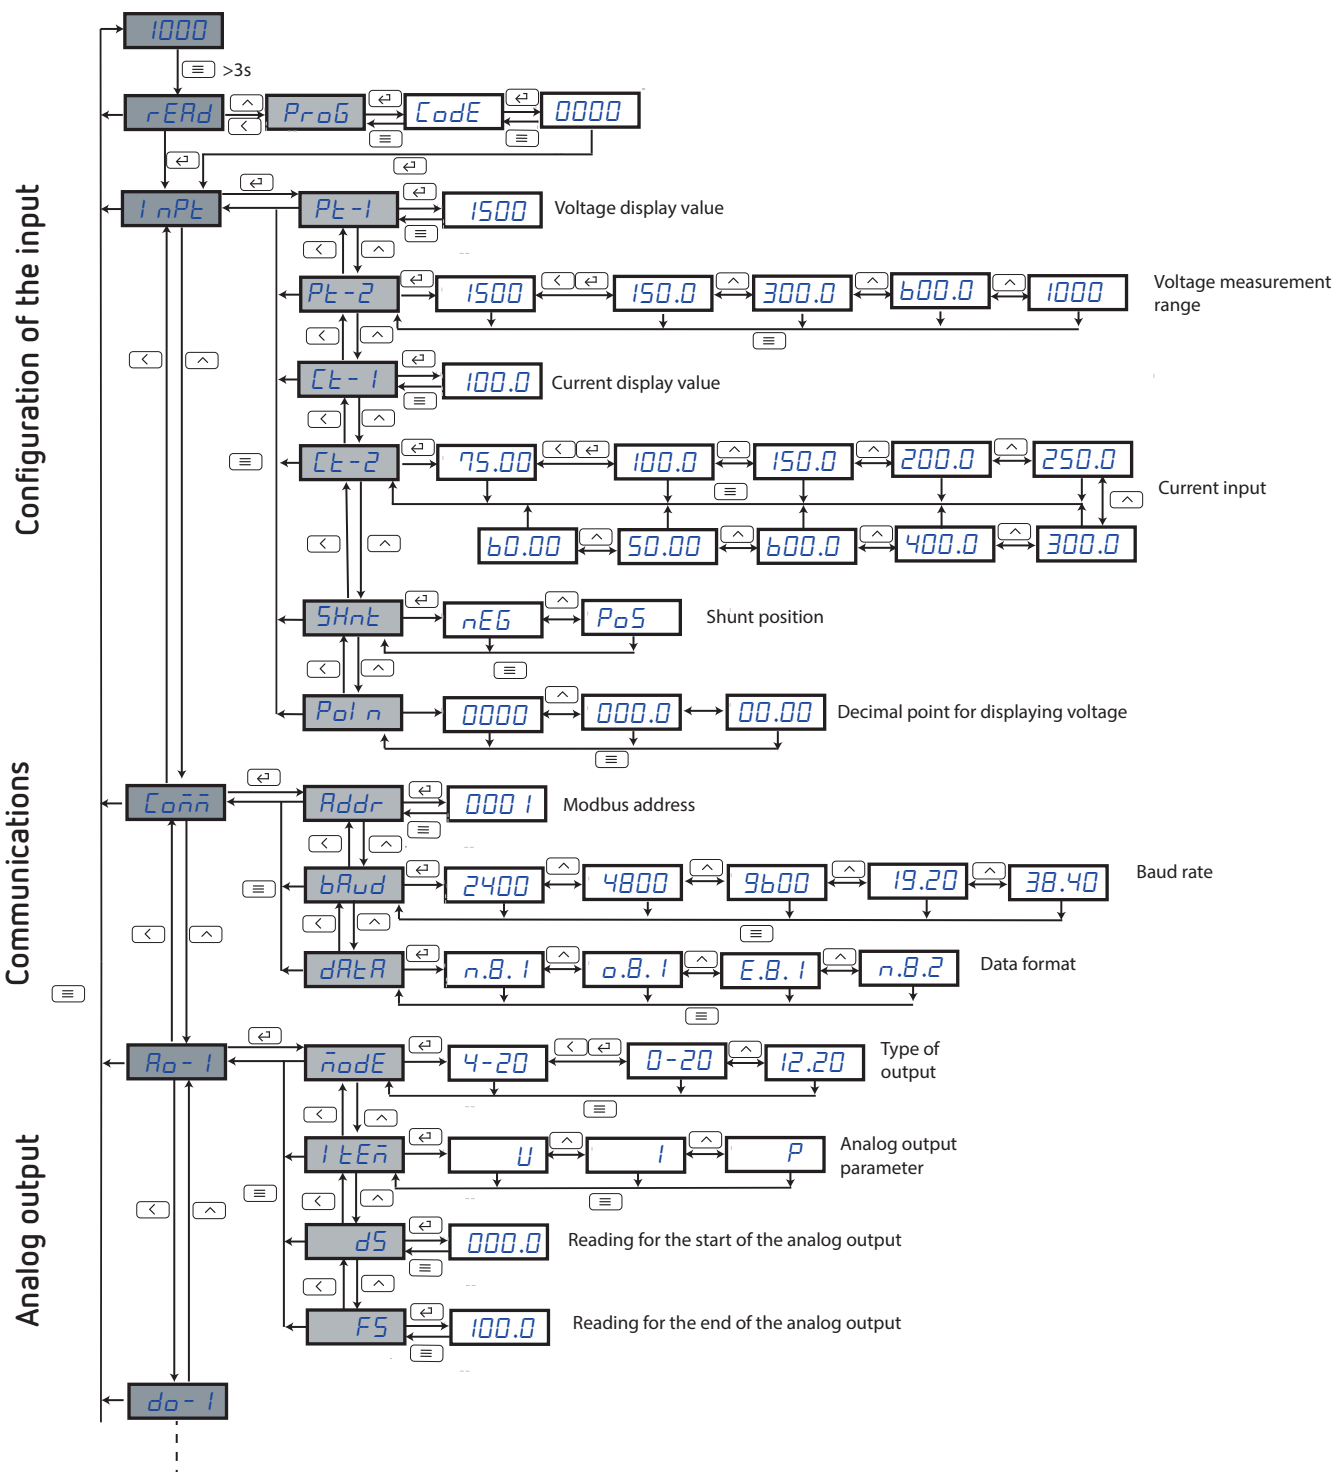 1000
>3s
rEAd ProG CodE 0000
Configuration of the input
InPt Pt-1 1500 Voltage display value
Pt-2 1500 150.0 300.0 600.0 1000 Voltage measurement
range
Ct-1 100.0 Current display value
Ct-2 75.00 100.0 150.0 200.0 250.0
Current input
60.00 50.00 600.0 400.0 300.0
SHnt nEG PoS Shunt position
PoIn 0000 000.0 00.00 Decimal point for displaying voltage
Communications
Comm Addr 0001 Modbus address
bAud 2400 4800 9600 19.20 38.40 Baud rate
dAtA n.8.1 o.8.1 E.8.1 n.8.2 Data format
Analog output
Ao-1 modE 4-20 0-20 12.20 Type of
output
ItEm U I P Analog output
parameter
dS 000.0 Reading for the start of the analog output
FS 100.0 Reading for the end of the analog output
do-1